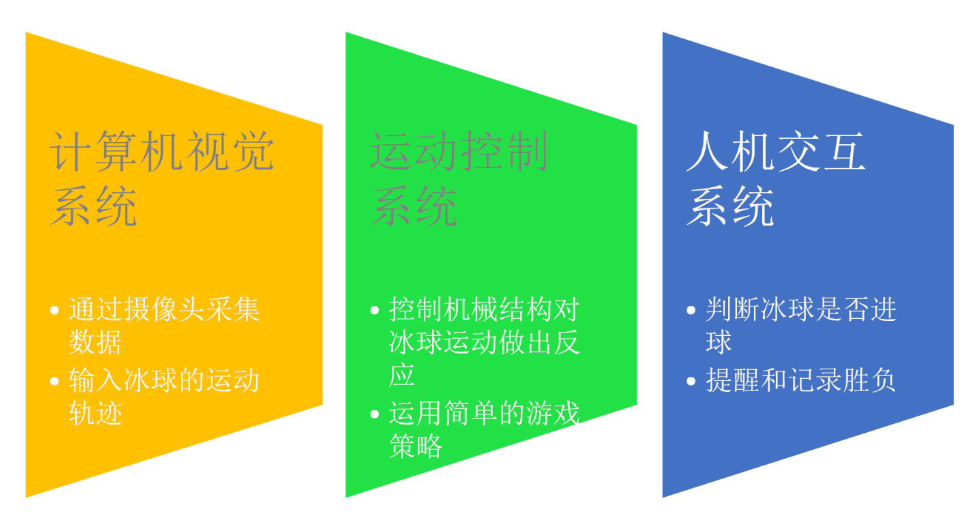 计算机视觉
系统
• 通过摄像头采集
数据
• 输入冰球的运动
轨迹
运动控制
系统
• 控制机械结构对
冰球运动做出反
应
• 运用简单的游戏
策略
人机交互
系统
• 判断冰球是否进
球
• 提醒和记录胜负